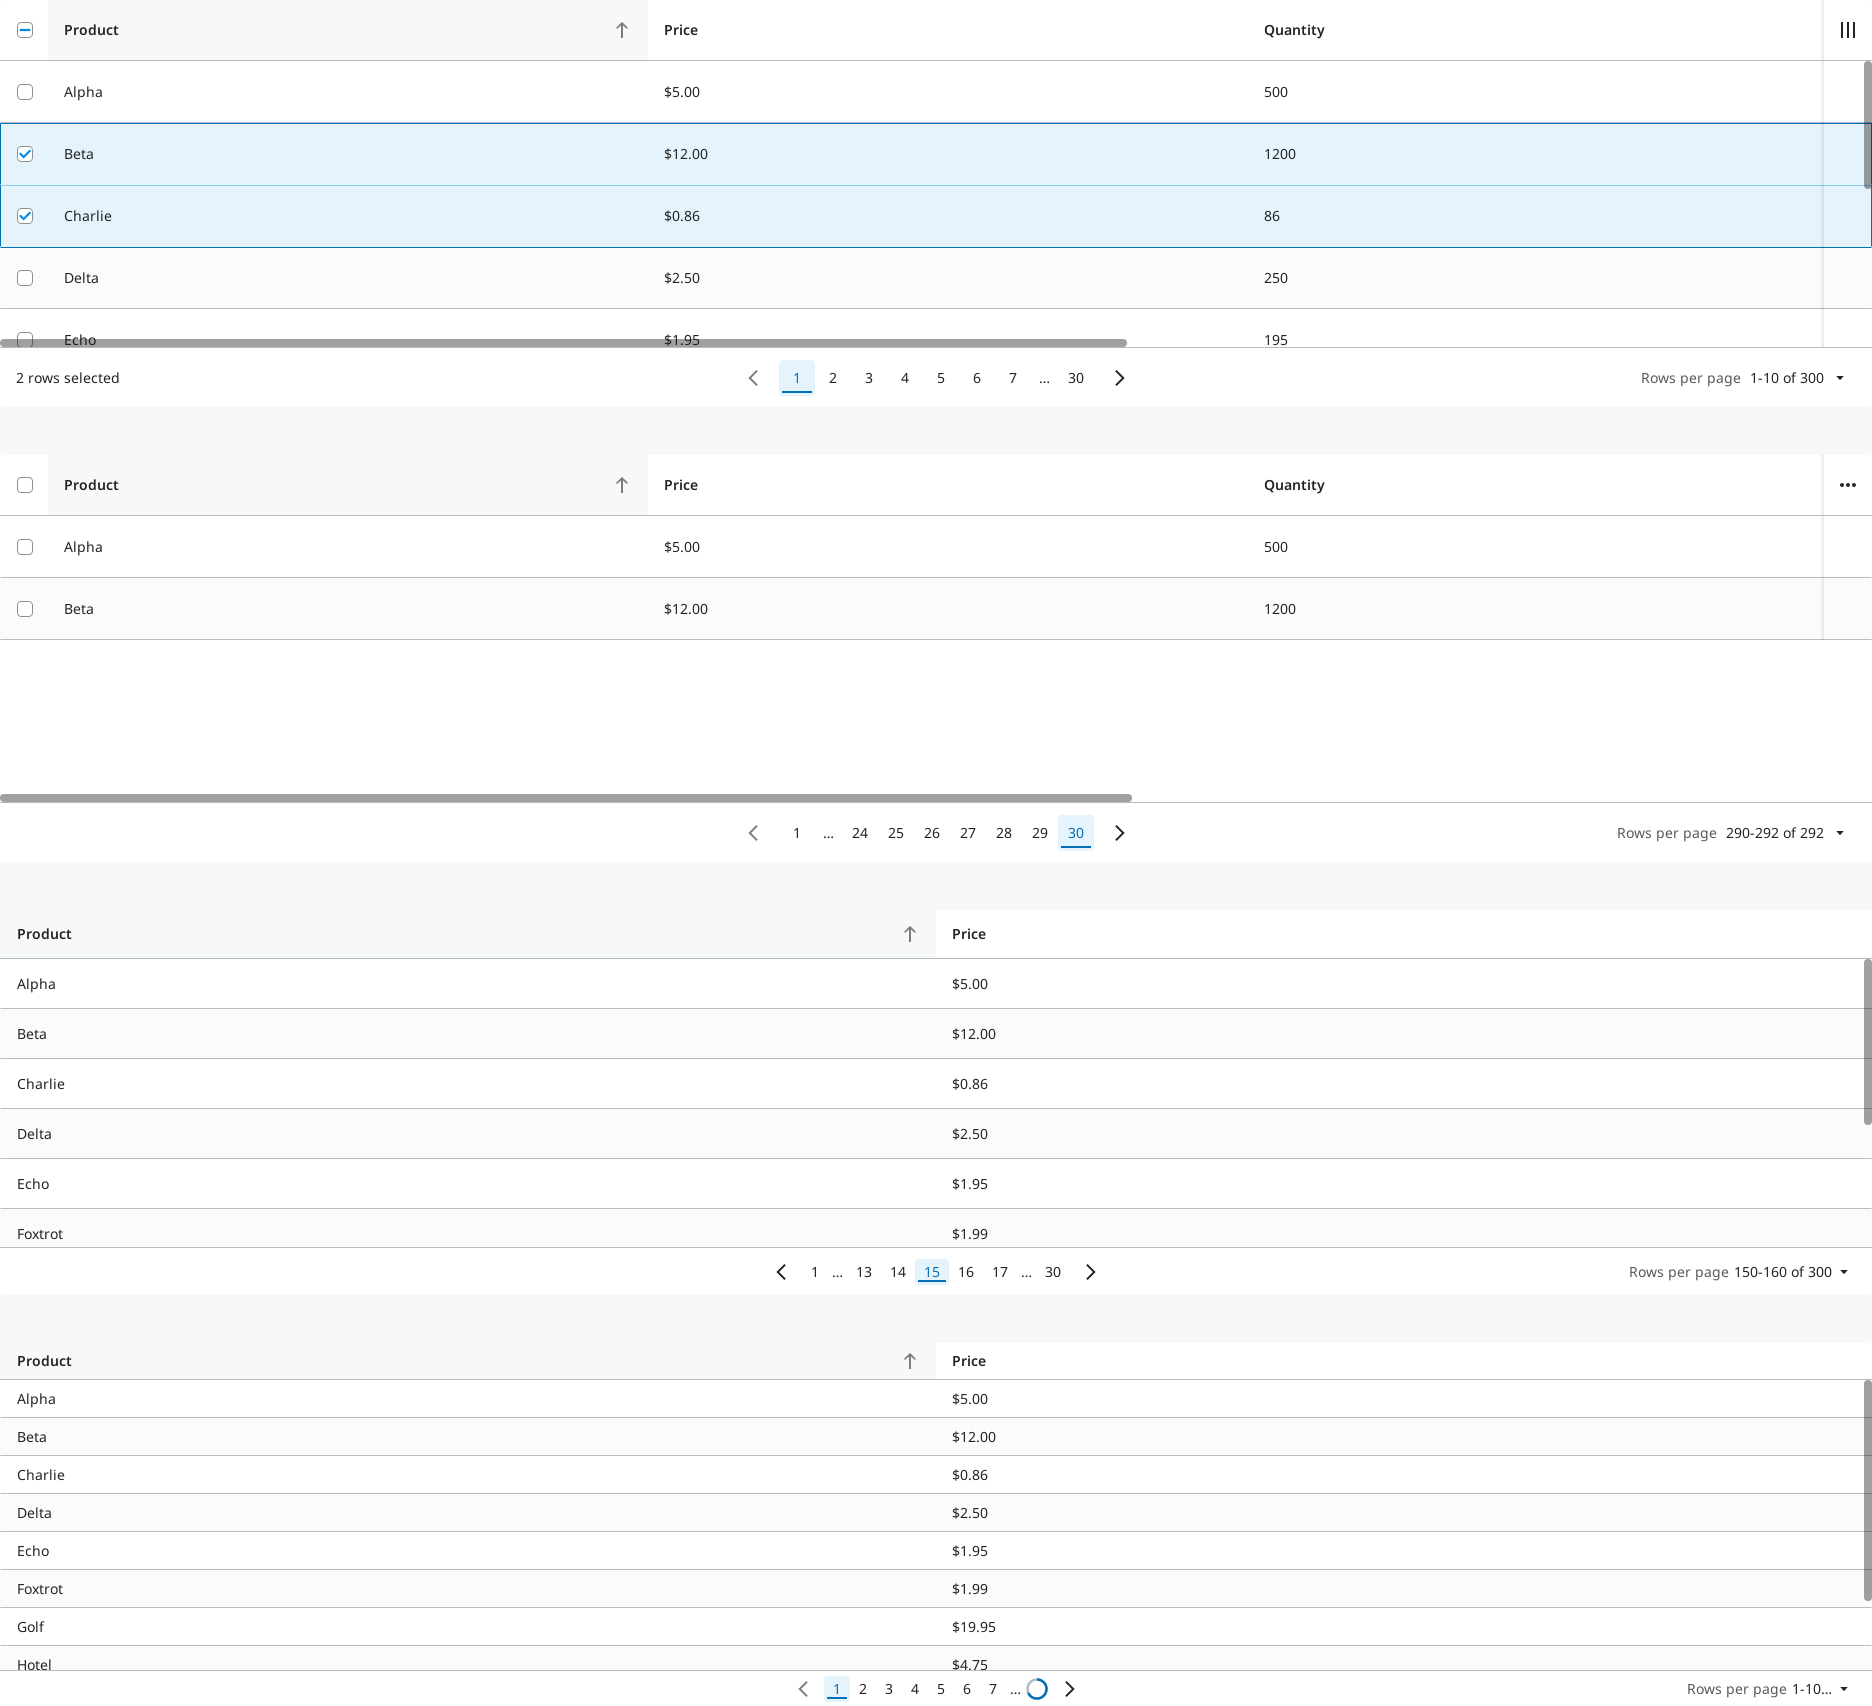 Product Price Quantity
Alpha $5.00 500
Beta $12.00 1200
Charlie $0.86 86
Delta $2.50 250
Echo $1.95 195
2 rows selected 1 2 3 4 5 6 7 ... 30 Rows per page 1-10 of 300
Product Price Quantity
Alpha $5.00 500
Beta $12.00 1200
1 ... 24 25 26 27 28 29 30 Rows per page 290-292 of 292
Product Price
Alpha $5.00
Beta $12.00
Charlie $0.86
Delta $2.50
Echo $1.95
Foxtrot $1.99
1 ... 13 14 15 16 17 ... 30 Rows per page 150-160 of 300
Product Price
Alpha $5.00
Beta $12.00
Charlie $0.86
Delta $2.50
Echo $1.95
Foxtrot $1.99
Golf $19.95
Hotel $4.75
1 2 3 4 5 6 7 ... Rows per page 1-10...